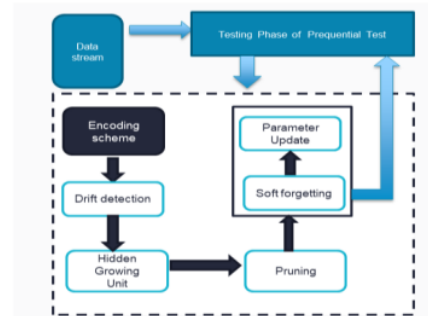 Data
stream
Testing Phase of Prequential Test
Encoding
scheme
Drift detection
Hidden
Growing
Unit
Pruning
Soft forgetting
Parameter
Update